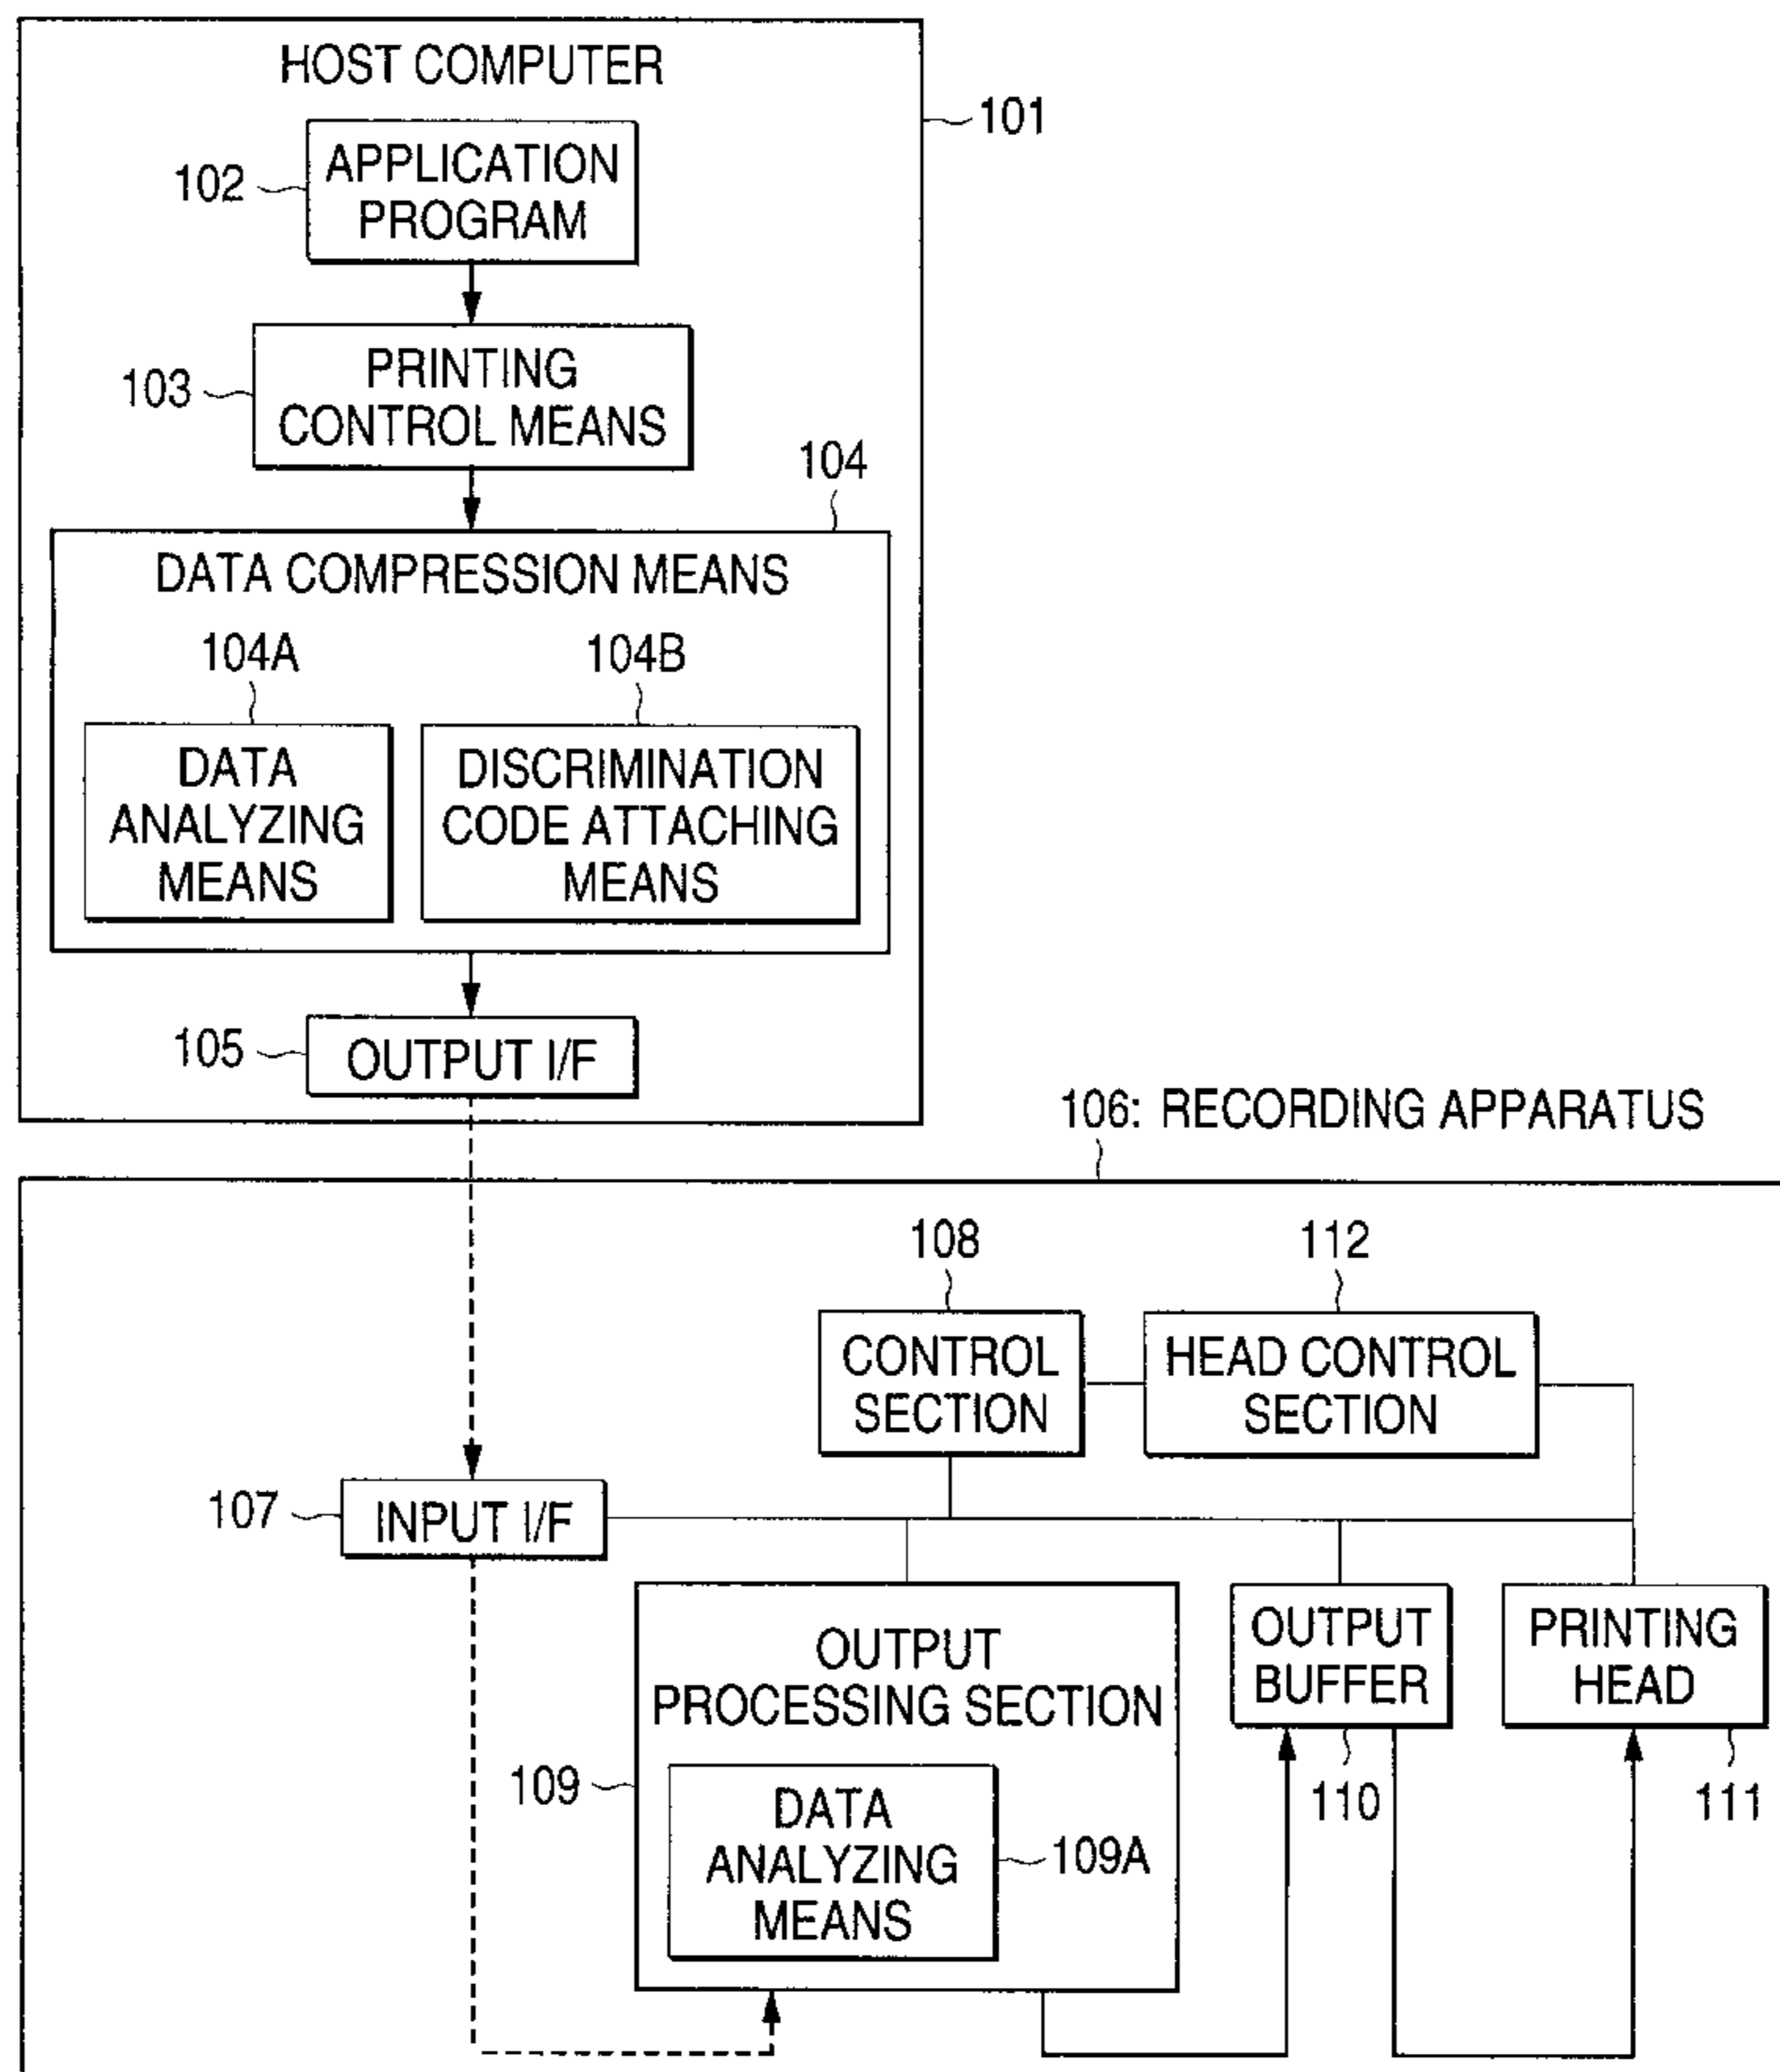 HOST COMPUTER
101
APPLICATION
PROGRAM
102
PRINTING
CONTROL MEANS
103
104
DATA COMPRESSION MEANS
104A
104B
DATA
ANALYZING
MEANS
DISCRIMINATION
CODE ATTACHING
MEANS
105
OUTPUT I/F
106: RECORDING APPARATUS
108
112
CONTROL
SECTION
HEAD CONTROL
SECTION
107
INPUT I/F
OUTPUT
PROCESSING SECTION
OUTPUT
BUFFER
PRINTING
HEAD
109
110
111
DATA
ANALYZING
MEANS
109A